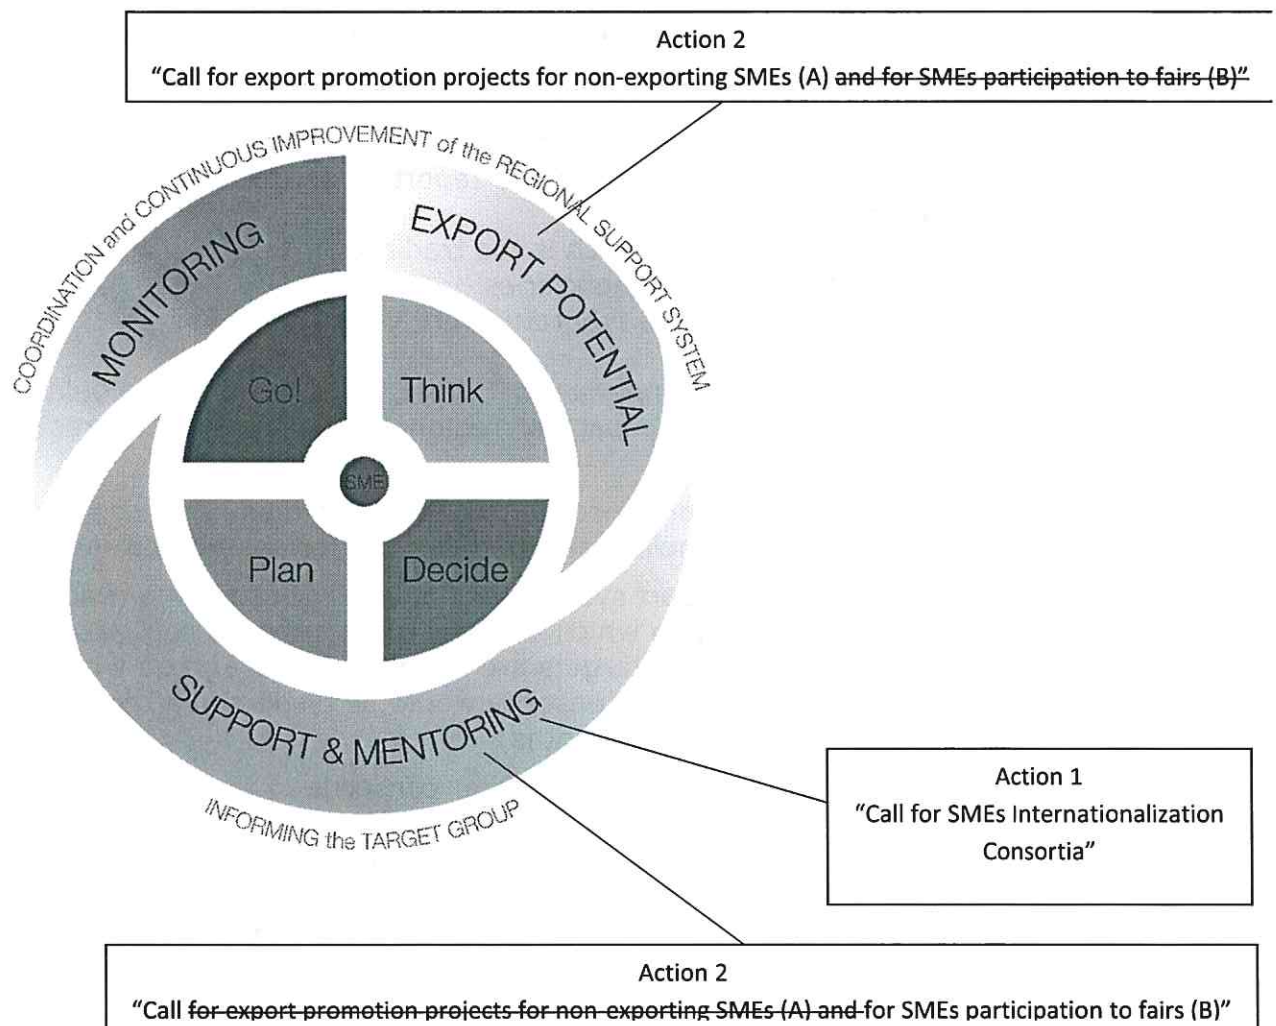 Action 2
“Call for export promotion projects for non-exporting SMEs (A) and for SMEs participation to fairs (B)”
COORDINATION and CONTINUOUS IMPROVEMENT of the REGIONAL SUPPORT SYSTEM
MONITORING
EXPORT POTENTIAL
Go!
Think
SME
Plan
Decide
SUPPORT & MENTORING
INFORMING the TARGET GROUP
Action 1
“Call for SMEs Internationalization
Consortia”
Action 2
“Call for export promotion projects for non-exporting SMEs (A) and for SMEs participation to fairs (B)”